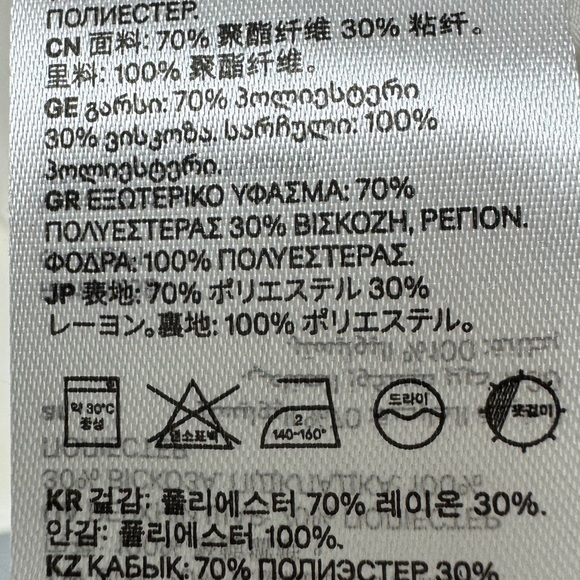 ПОЛИЕСТЕР.
CN 面料: 70% 聚酯纤维 30% 粘纤。
里料: 100% 聚酯纤维。
GE გარსი: 70% პოლიესტერი
30% ვისკოზა. სარჩული: 100%
პოლიესტერი.
GR ΕΞΩΤΕΡΙΚΟ ΥΦΑΣΜΑ: 70%
ΠΟΛΥΕΣΤΕΡΑΣ 30% ΒΙΣΚΟΖΗ, ΡΕΓΙΟΝ.
ΦΟΔΡΑ: 100% ΠΟΛΥΕΣΤΕΡΑΣ.
JP 表地: 70% ポリエステル 30%
レーヨン。裏地: 100% ポリエステル。
약 30°C
중성
염소표백
2
140~160°
드라이
옷걸이
KR 겉감: 폴리에스터 70% 레이온 30%.
안감: 폴리에스터 100%.
KZ ҚАБЫҚ: 70% ПОЛИЭСТЕР 30%